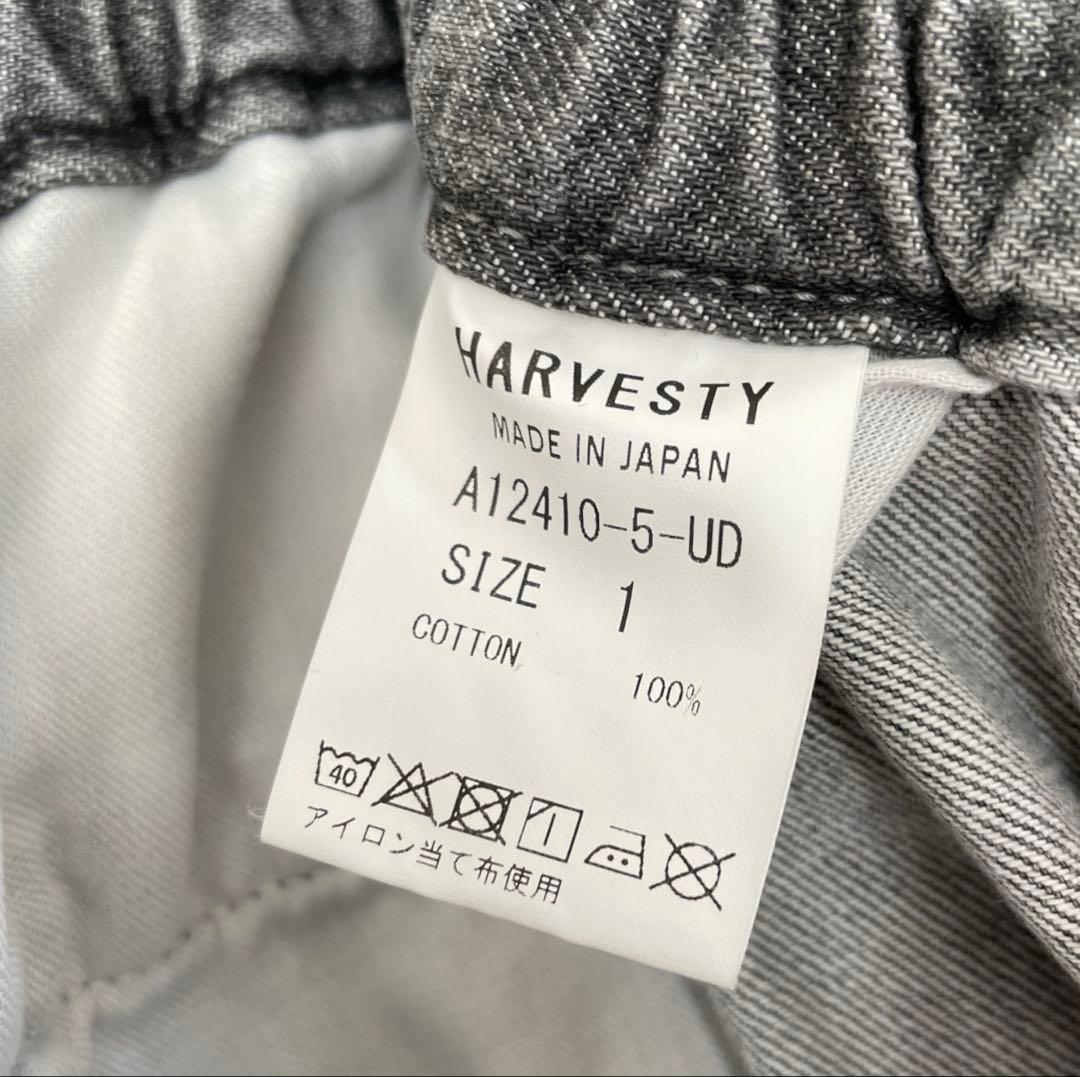 HARVESTY
MADE IN JAPAN
A12410-5-UD
SIZE 1
COTTON 100%
40
アイロン当て布使用